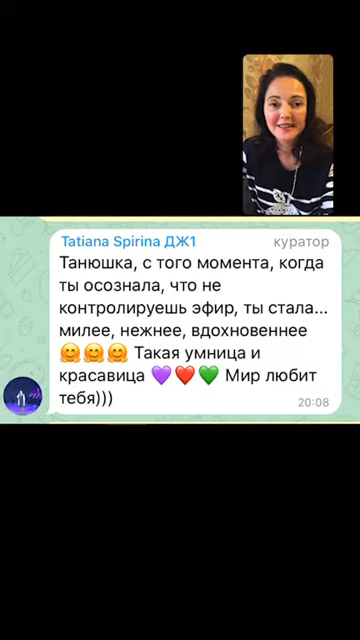 Tatiana Spirina ДЖ1 куратор
Танюшка, с того момента, когда
ты осознала, что не
контролируешь эфир, ты стала...
милее, нежнее, вдохновеннее
🤗🤗🤗 Такая умница и
красавица 💜❤️💚 Мир любит
тебя)))
20:08